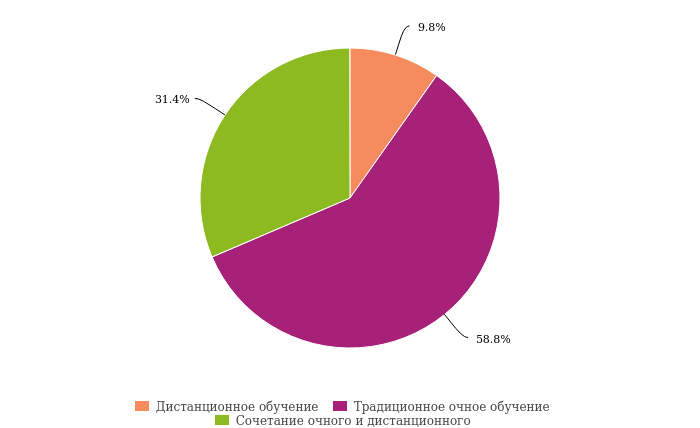 9.8%
31.4%
58.8%
Дистанционное обучение Традиционное очное обучение
Сочетание очного и дистанционного